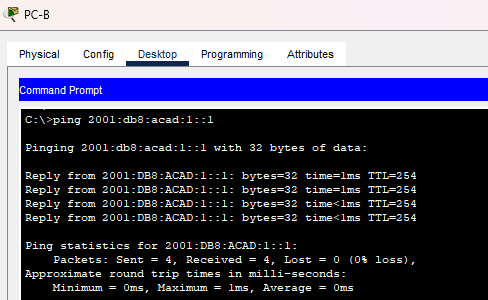 PC-B
Physical Config Desktop Programming Attributes
Command Prompt
C:\>ping 2001:db8:acad:1::1
Pinging 2001:db8:acad:1::1 with 32 bytes of data:
Reply from 2001:DB8:ACAD:1::1: bytes=32 time=1ms TTL=254
Reply from 2001:DB8:ACAD:1::1: bytes=32 time=1ms TTL=254
Reply from 2001:DB8:ACAD:1::1: bytes=32 time<1ms TTL=254
Reply from 2001:DB8:ACAD:1::1: bytes=32 time<1ms TTL=254
Ping statistics for 2001:DB8:ACAD:1::1:
Packets: Sent = 4, Received = 4, Lost = 0 (0% loss),
Approximate round trip times in milli-seconds:
Minimum = 0ms, Maximum = 1ms, Average = 0ms